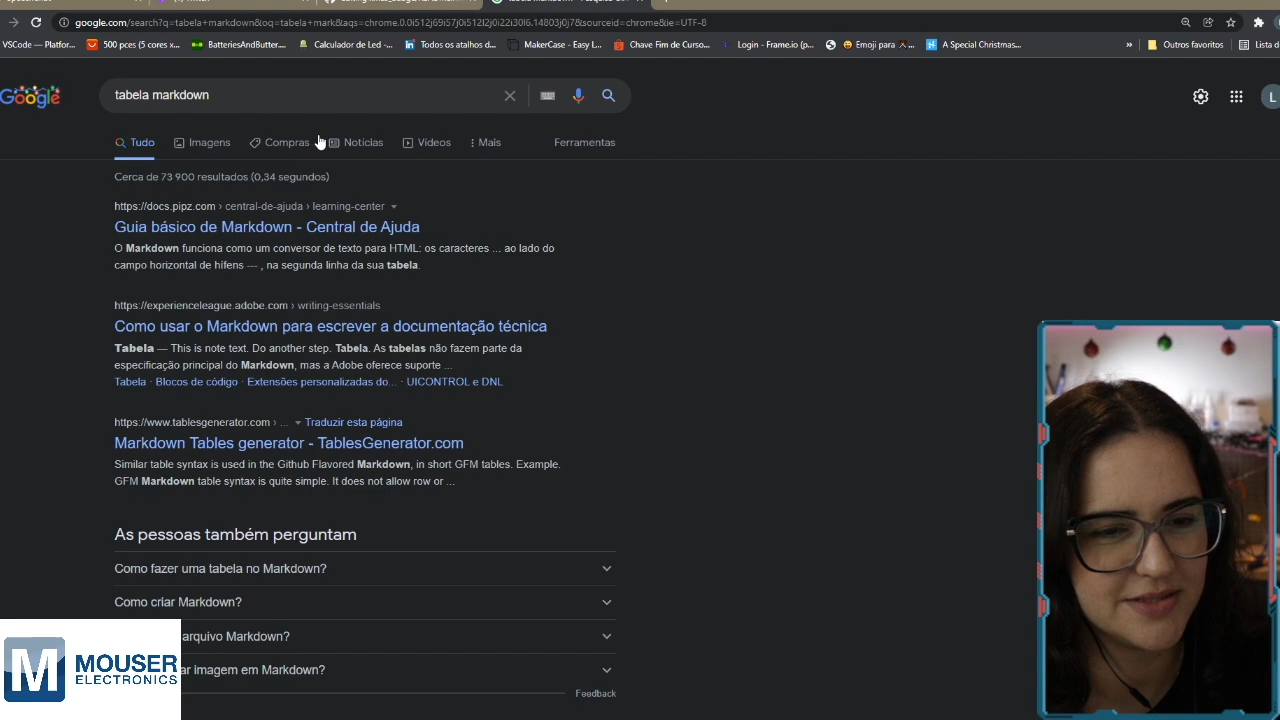 google.com/search?q=tabela+markdown&oq=tabela+mark&aqs=chrome.0.0i512j69i57j0i512l2j0i22i30l6.14803j0j7&sourceid=chrome&ie=UTF-8
VSCode — Platfor... 500 pces (5 cores x... BatteriesAndButter... Calculador de Led -... Todos os atalhos d... MakerCase - Easy L... Chave Fim de Curso... Login - Frame.io (p... Emoji para ... A Special Christmas... » Outros favoritos Lista d
Google
tabela markdown
L
Tudo Imagens Compras Notícias Vídeos Mais Ferramentas
Cerca de 73 900 resultados (0,34 segundos)
https://docs.pipz.com › central-de-ajuda › learning-center
Guia básico de Markdown - Central de Ajuda
O Markdown funciona como um conversor de texto para HTML: os caracteres ... ao lado do
campo horizontal de hífens --- , na segunda linha da sua tabela.
https://experienceleague.adobe.com › writing-essentials
Como usar o Markdown para escrever a documentação técnica
Tabela — This is note text. Do another step. Tabela. As tabelas não fazem parte da
especificação principal do Markdown, mas a Adobe oferece suporte ...
Tabela · Blocos de código · Extensões personalizadas do... · UICONTROL e DNL
https://www.tablesgenerator.com › ... Traduzir esta página
Markdown Tables generator - TablesGenerator.com
Similar table syntax is used in the Github Flavored Markdown, in short GFM tables. Example.
GFM Markdown table syntax is quite simple. It does not allow row or ...
As pessoas também perguntam
Como fazer uma tabela no Markdown?
Como criar Markdown?
arquivo Markdown?
ar imagem em Markdown?
Feedback
M MOUSER
ELECTRONICS